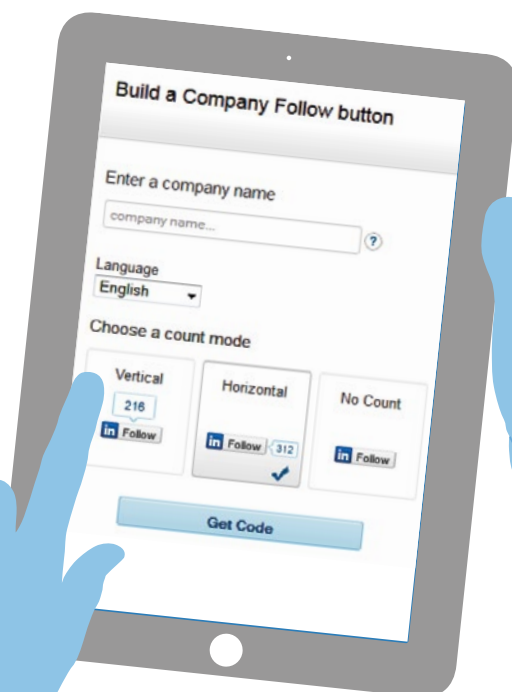 Build a Company Follow button
Enter a company name
company name...
?
Language
English
Choose a count mode
Vertical
216
in Follow
Horizontal
in Follow 312
No Count
in Follow
Get Code